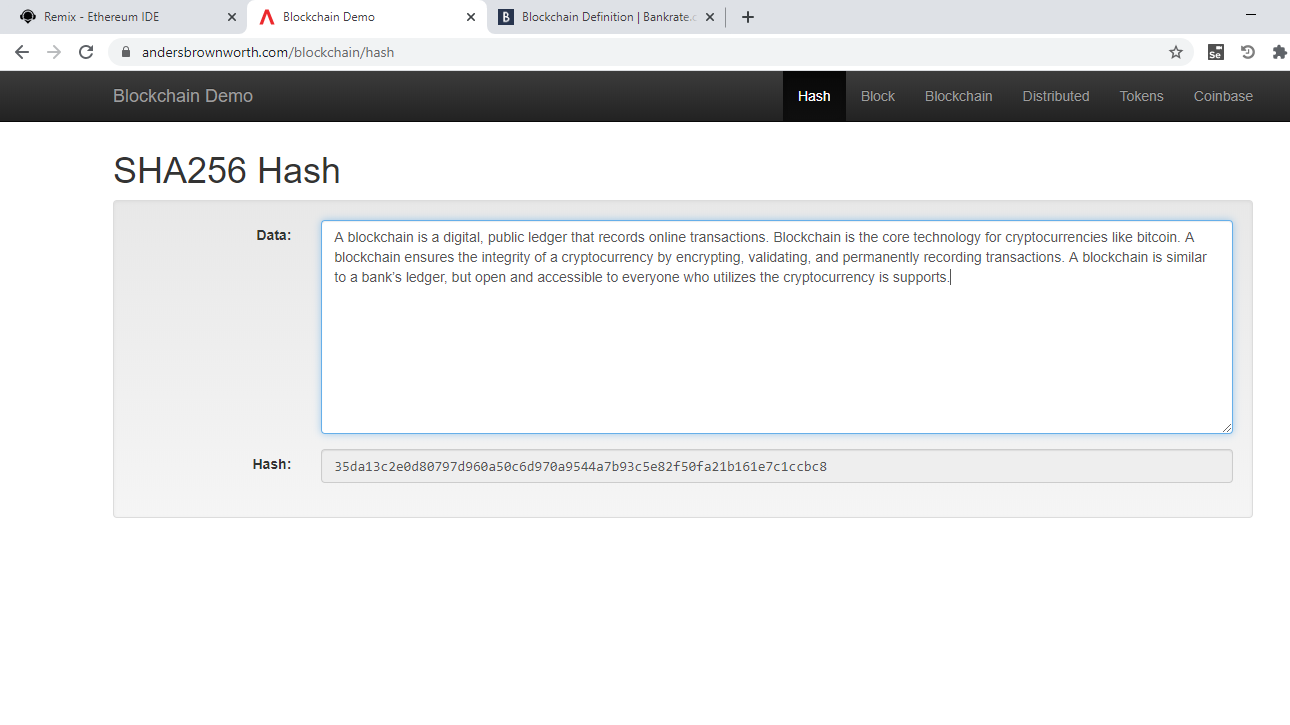 Remix - Ethereum IDE
Blockchain Demo
Blockchain Definition | Bankrate.c
andersbrownworth.com/blockchain/hash
Se
Blockchain Demo
Hash
Block
Blockchain
Distributed
Tokens
Coinbase
SHA256 Hash
Data:
A blockchain is a digital, public ledger that records online transactions. Blockchain is the core technology for cryptocurrencies like bitcoin. A
blockchain ensures the integrity of a cryptocurrency by encrypting, validating, and permanently recording transactions. A blockchain is similar
to a bank’s ledger, but open and accessible to everyone who utilizes the cryptocurrency is supports.
Hash:
35da13c2e0d80797d960a50c6d970a9544a7b93c5e82f50fa21b161e7c1ccbc8